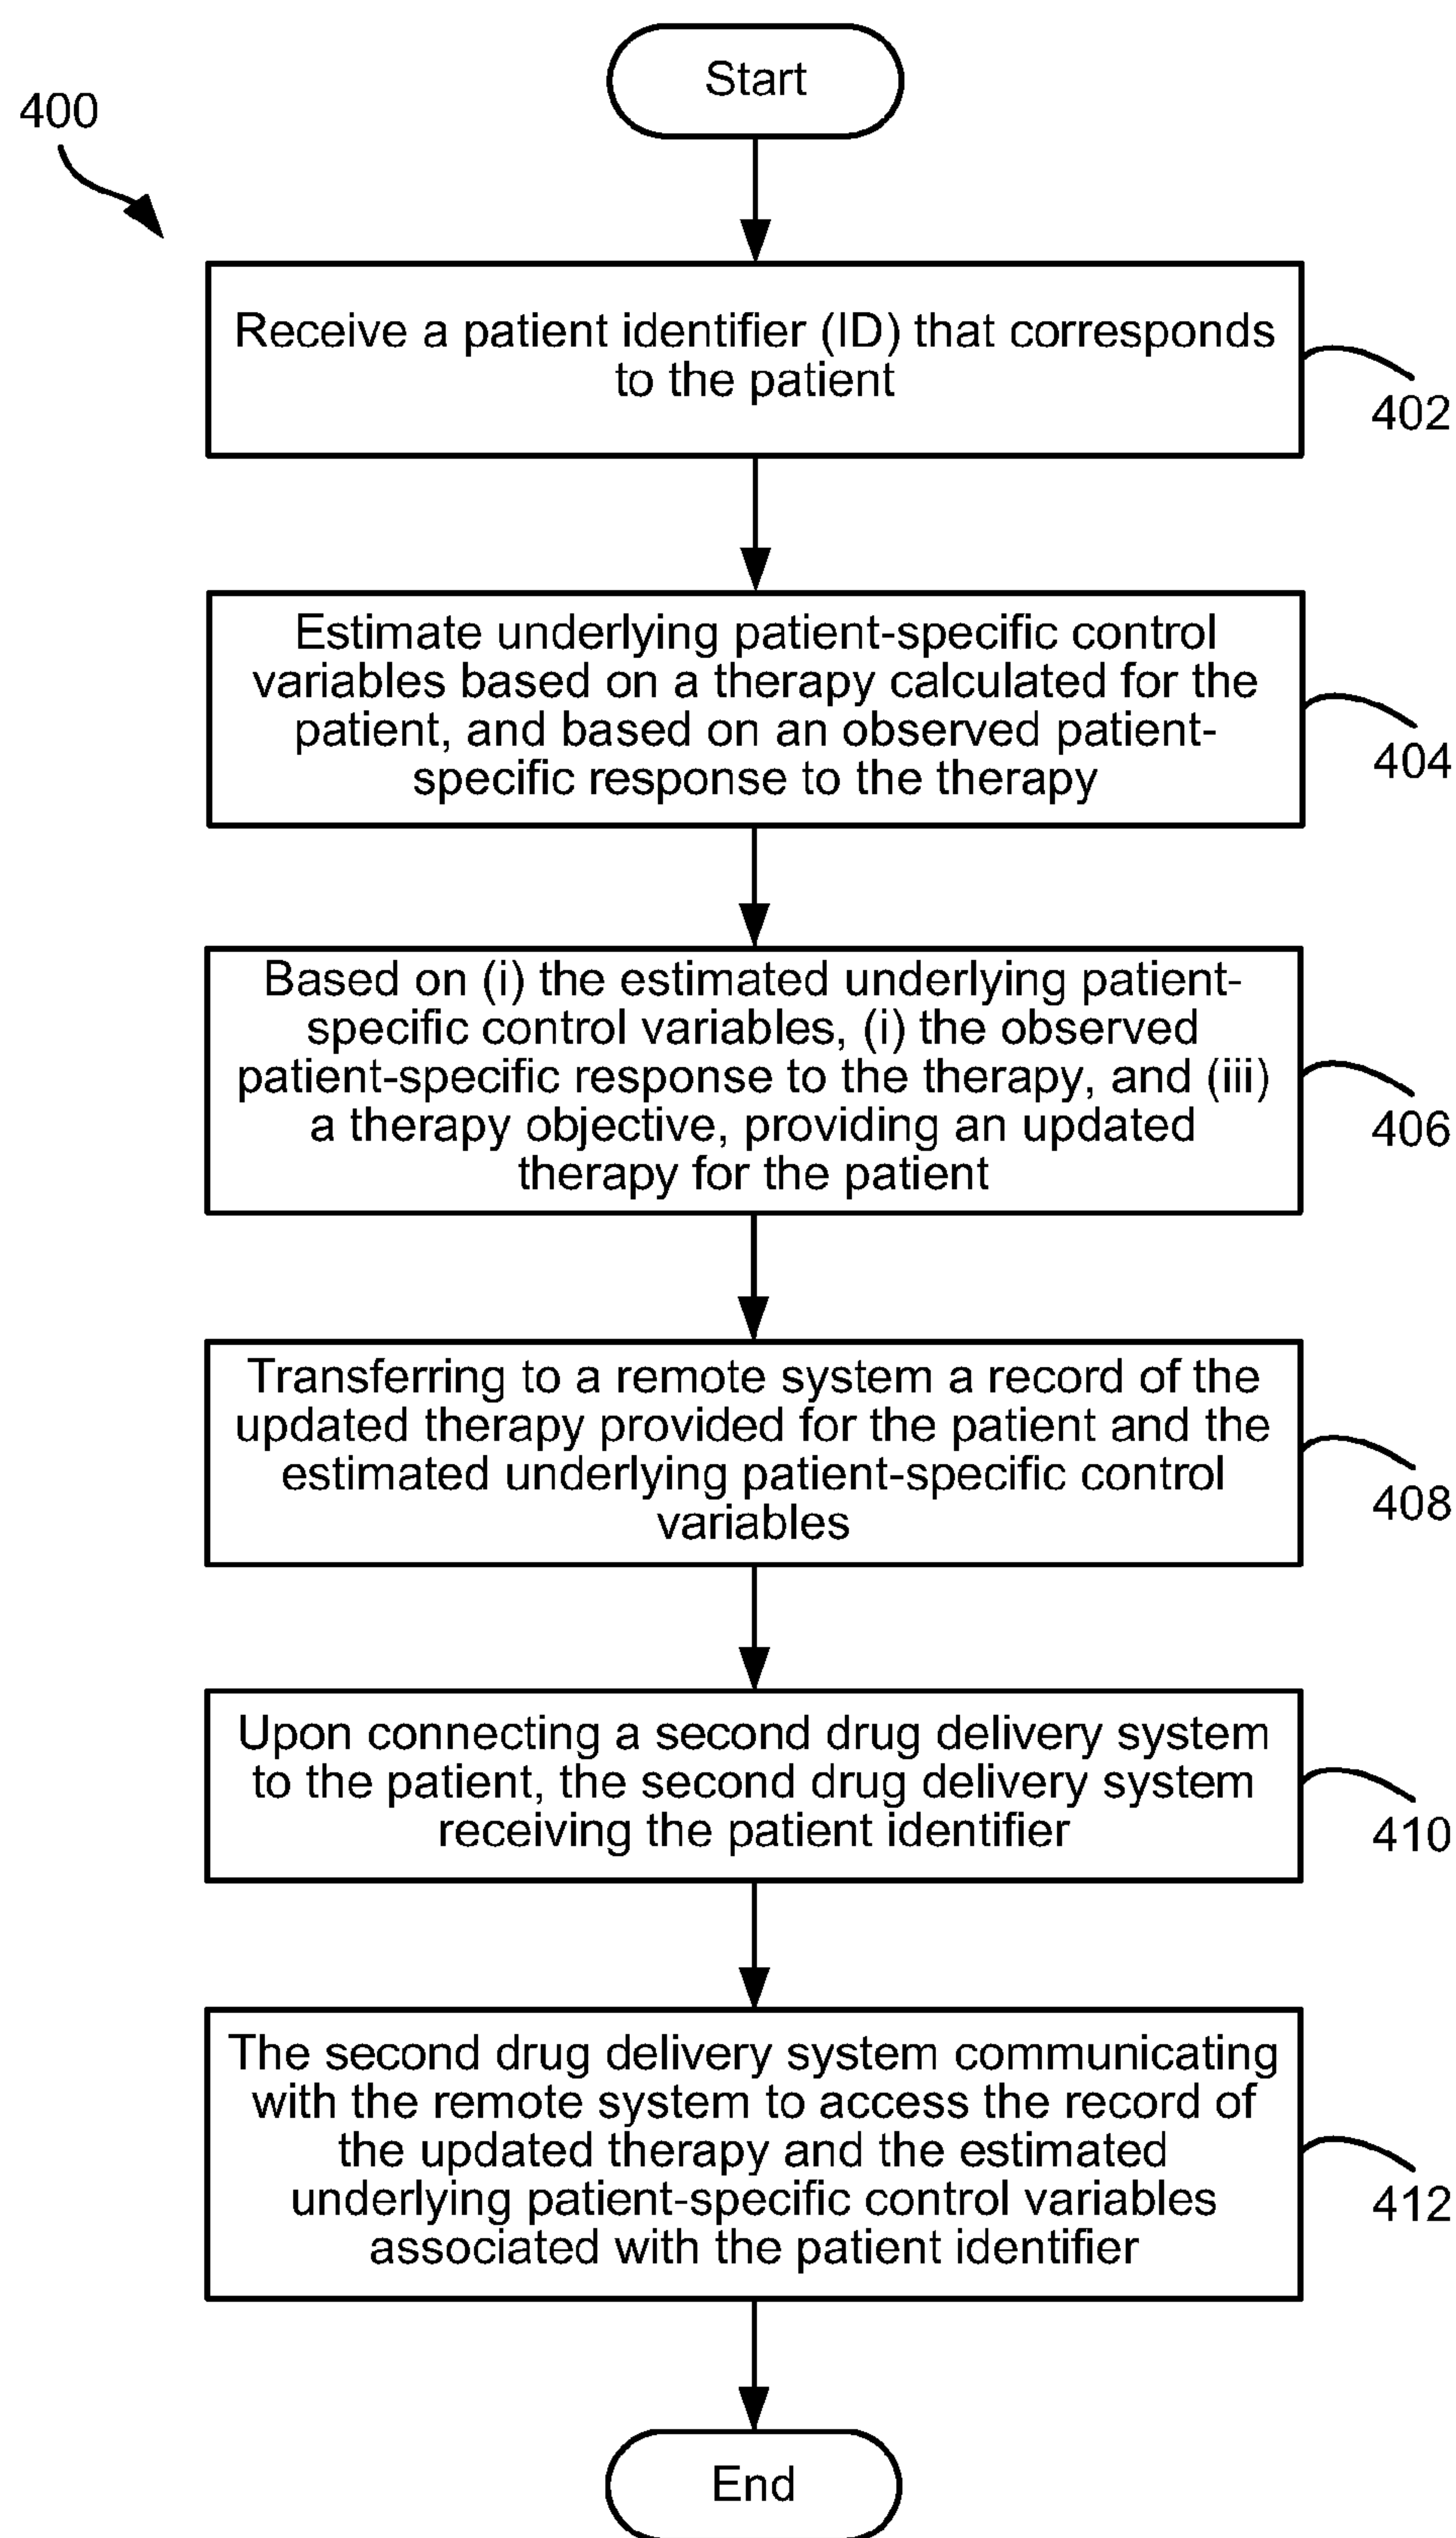 Start
400
Receive a patient identifier (ID) that corresponds
to the patient
402
Estimate underlying patient-specific control
variables based on a therapy calculated for the
patient, and based on an observed patient-
specific response to the therapy
404
Based on (i) the estimated underlying patient-
specific control variables, (i) the observed
patient-specific response to the therapy, and (iii)
a therapy objective, providing an updated
therapy for the patient
406
Transferring to a remote system a record of the
updated therapy provided for the patient and the
estimated underlying patient-specific control
variables
408
Upon connecting a second drug delivery system
to the patient, the second drug delivery system
receiving the patient identifier
410
The second drug delivery system communicating
with the remote system to access the record of
the updated therapy and the estimated
underlying patient-specific control variables
associated with the patient identifier
412
End